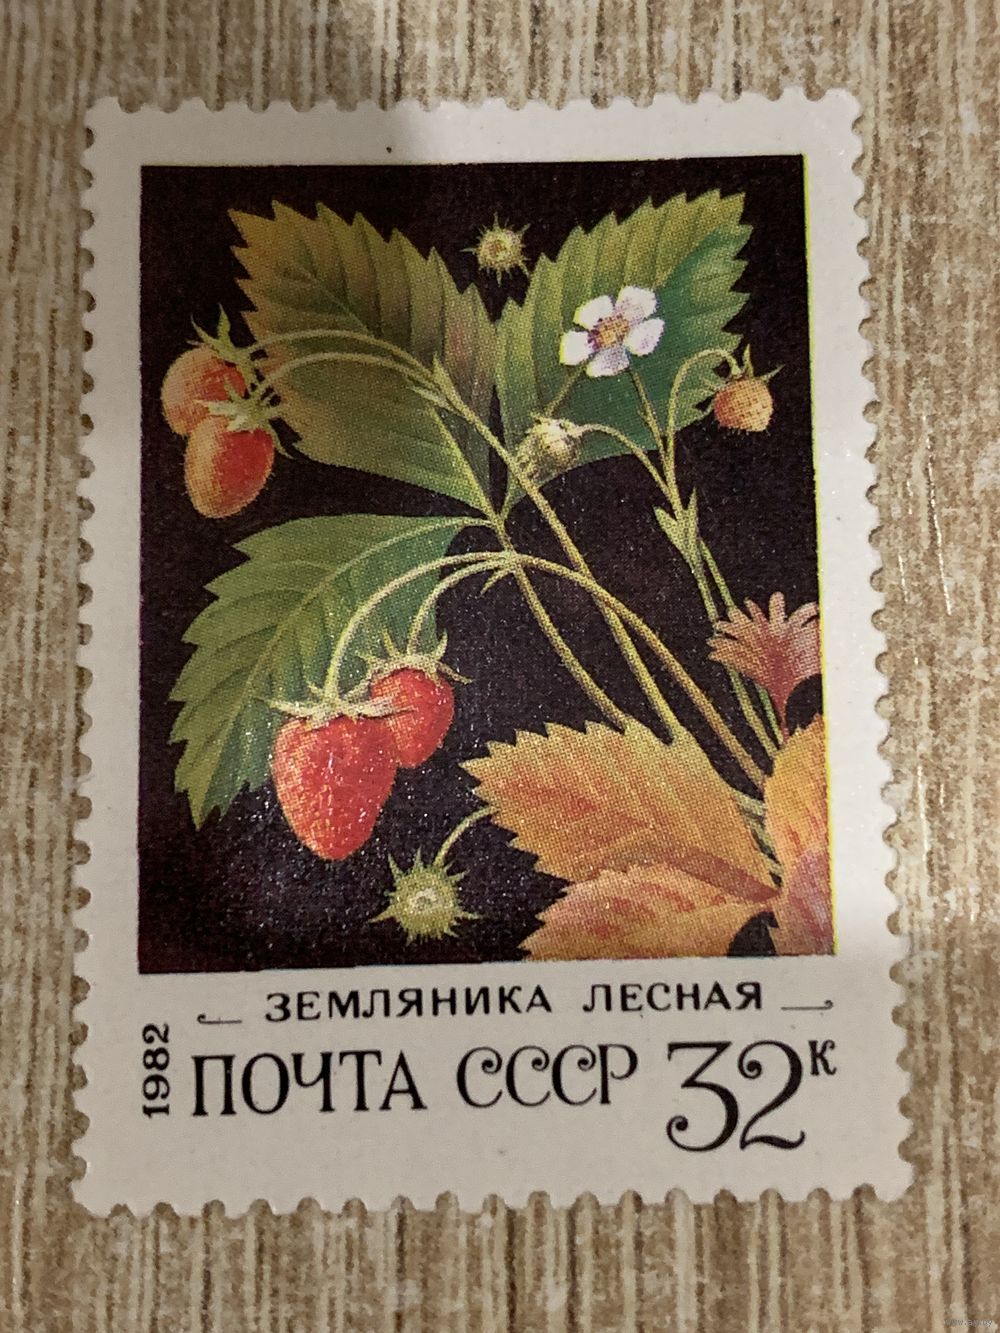 ЗЕМЛЯНИКА ЛЕСНАЯ
1982
ПОЧТА СССР 32к